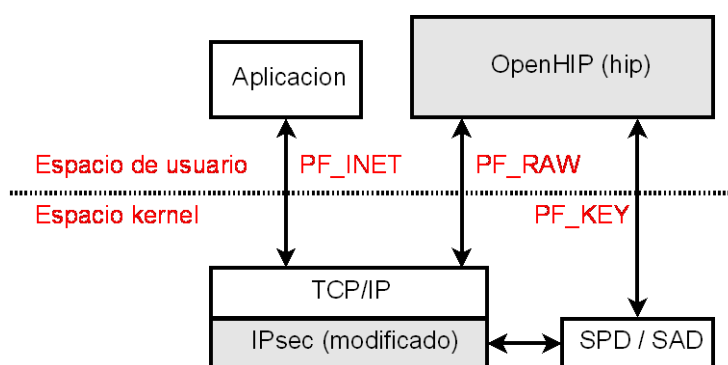 OpenHIP (hip)
Aplicacion
Espacio de usuario
PF_INET
PF_RAW
Espacio kernel
PF_KEY
TCP/IP
IPsec (modificado)
SPD / SAD